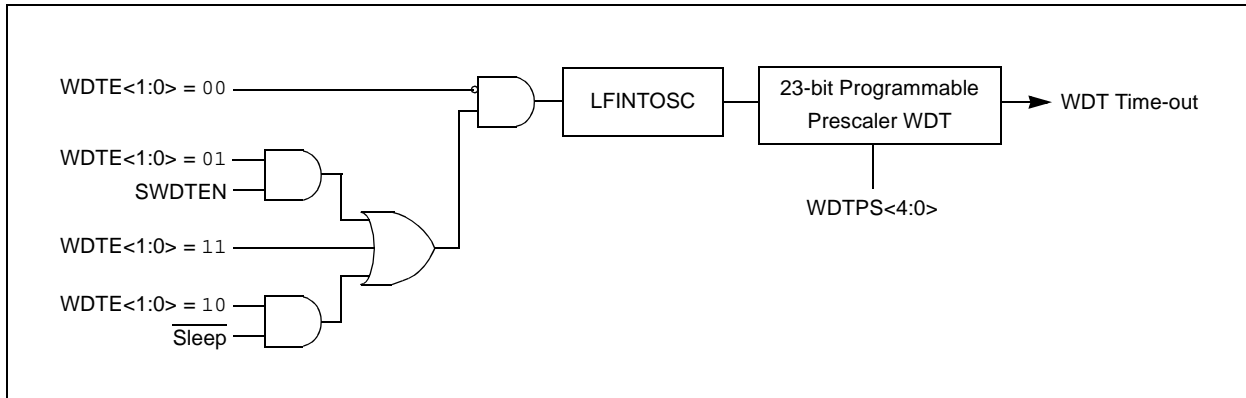 WDTE<1:0> = 00
LFINTOSC
23-bit Programmable
Prescaler WDT
WDT Time-out
WDTE<1:0> = 01
SWDTEN
WDTPS<4:0>
WDTE<1:0> = 11
WDTE<1:0> = 10
Sleep